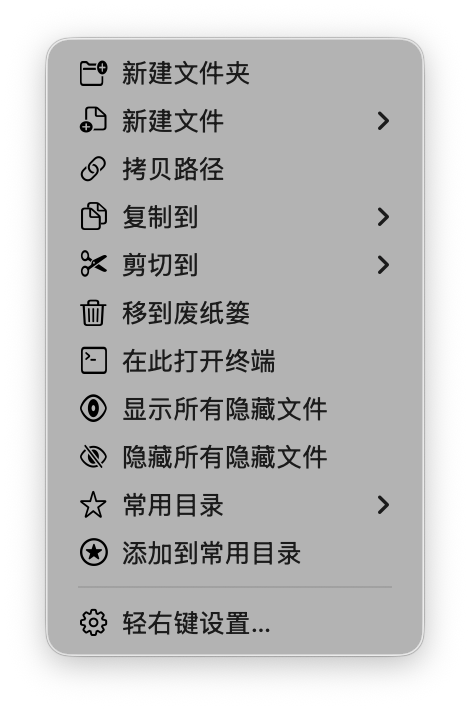 新建文件夹
新建文件
拷贝路径
复制到
剪切到
移到废纸篓
在此打开终端
显示所有隐藏文件
隐藏所有隐藏文件
常用目录
添加到常用目录
轻右键设置...